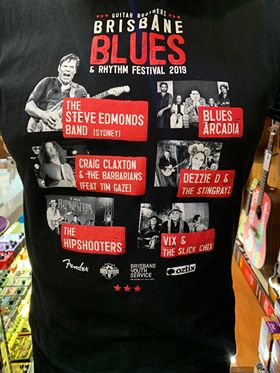 GUITAR BROTHERS
BRISBANE
BLUES
& RHYTHM FESTIVAL 2019
THE
STEVE EDMONDS
BAND (SYDNEY)
BLUES
ARCADIA
CRAIG CLAXTON
& THE BARBARIANS
(FEAT TIM GAZE)
DEZZIE D &
THE STINGRAYZ
THE
HIPSHOOTERS
VIX &
THE SLICK CHIX
Fender
BRISBANE
YOUTH
SERVICE
oztix